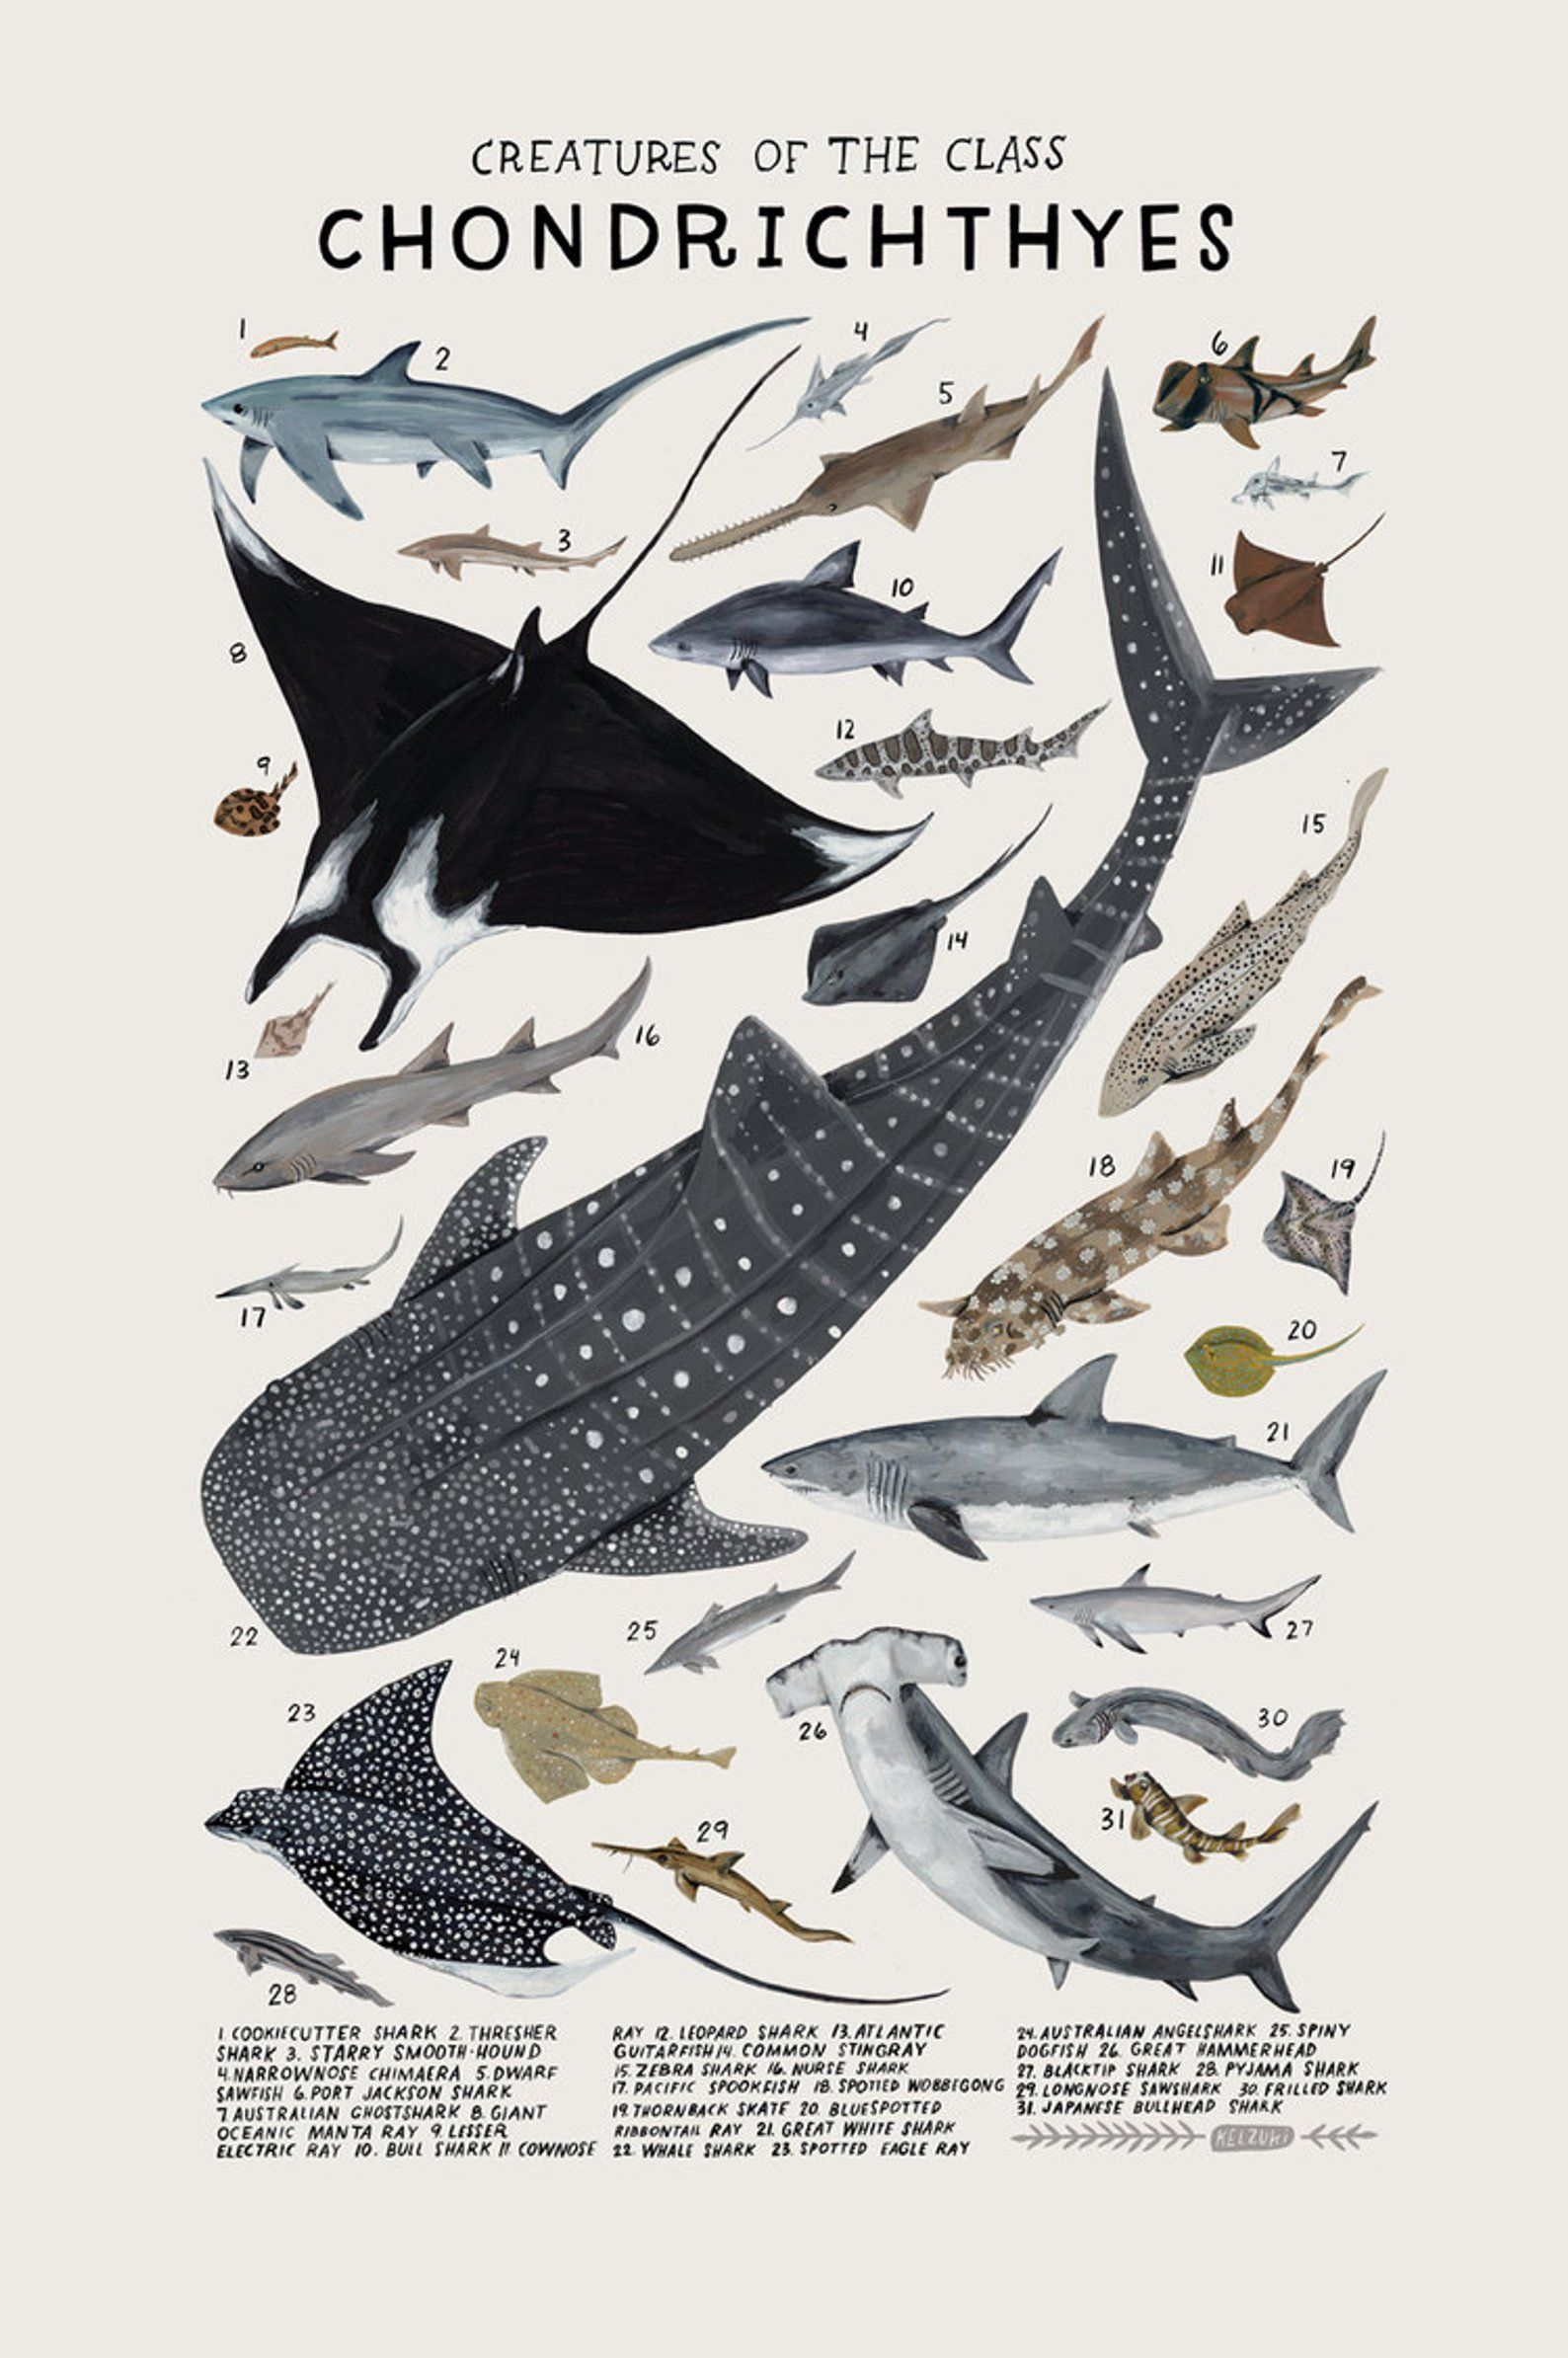 CREATURES OF THE CLASS
CHONDRICHTHYES
1
2
3
4
5
6
7
8
9
10
11
12
13
14
15
16
17
18
19
20
21
22
23
24
25
26
27
28
29
30
31
1. COOKIECUTTER SHARK 2. THRESHER
SHARK 3. STARRY SMOOTH-HOUND
4. NARROWNOSE CHIMAERA 5. DWARF
SAWFISH 6. PORT JACKSON SHARK
7. AUSTRALIAN GHOSTSHARK 8. GIANT
OCEANIC MANTA RAY 9. LESSER
ELECTRIC RAY 10. BULL SHARK 11. COWNOSE
RAY 12. LEOPARD SHARK 13. ATLANTIC
GUITARFISH 14. COMMON STINGRAY
15. ZEBRA SHARK 16. NURSE SHARK
17. PACIFIC SPOOKFISH 18. SPOTTED WOBBEGONG
19. THORNBACK SKATE 20. BLUESPOTTED
RIBBONTAIL RAY 21. GREAT WHITE SHARK
22. WHALE SHARK 23. SPOTTED EAGLE RAY
24. AUSTRALIAN ANGELSHARK 25. SPINY
DOGFISH 26. GREAT HAMMERHEAD
27. BLACKTIP SHARK 28. PYJAMA SHARK
29. LONGNOSE SAWSHARK 30. FRILLED SHARK
31. JAPANESE BULLHEAD SHARK
KELZUKI